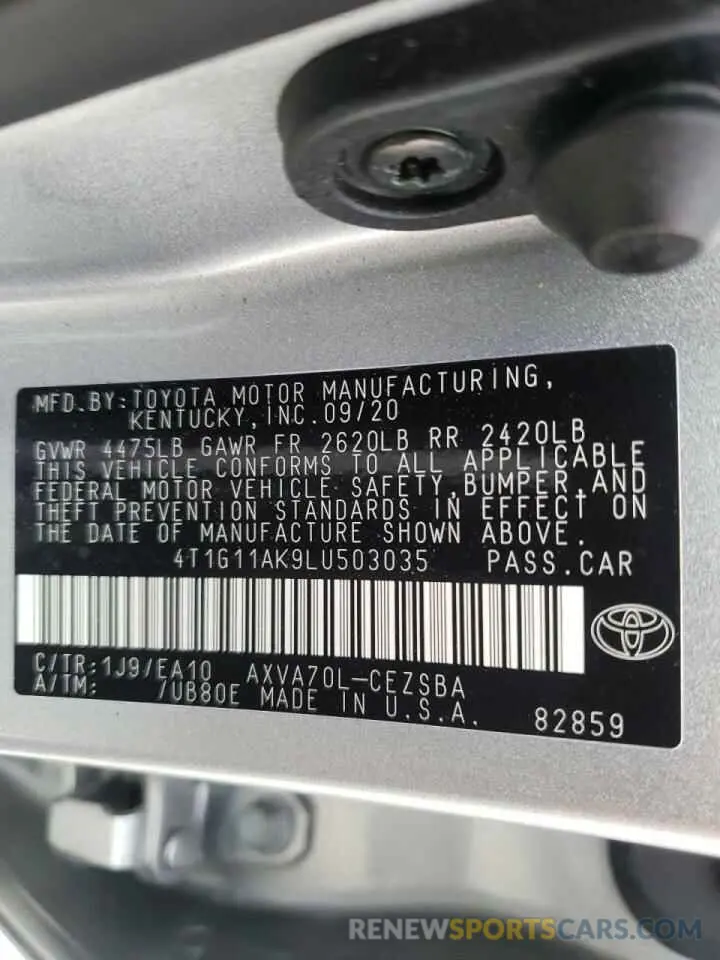 MFD.BY:TOYOTA MOTOR MANUFACTURING,
KENTUCKY,INC.09/20
GVWR 4475LB GAWR FR 2620LB RR 2420LB
THIS VEHICLE CONFORMS TO ALL APPLICABLE
FEDERAL MOTOR VEHICLE SAFETY,BUMPER,AND
THEFT PREVENTION STANDARDS IN EFFECT ON
THE DATE OF MANUFACTURE SHOWN ABOVE.
4T1G11AK9LU503035 PASS.CAR
C/TR:1J9/EA10 AXVA70L-CEZSBA
A/TM: /UB80E MADE IN U.S.A. 82859
RENEWSPORTSCARS.COM